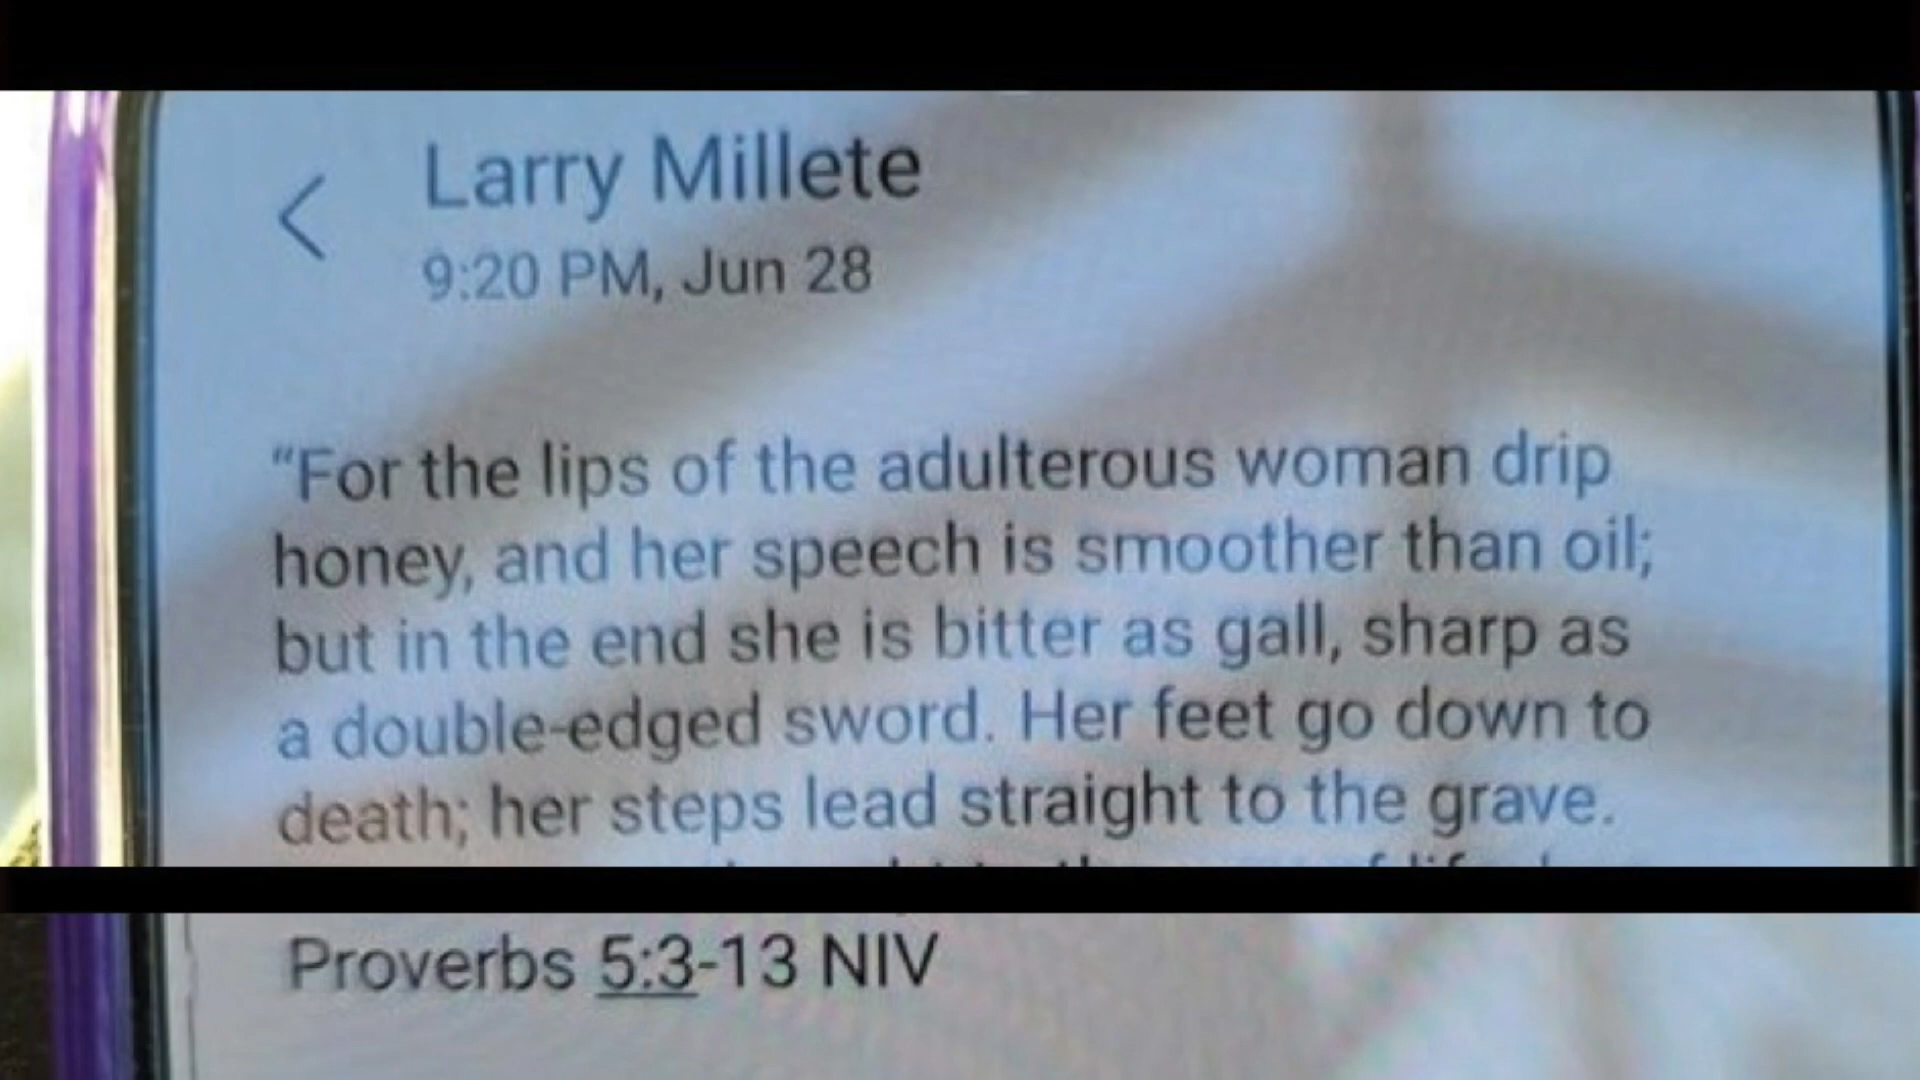 Larry Millete
9:20 PM, Jun 28
“For the lips of the adulterous woman drip
honey, and her speech is smoother than oil;
but in the end she is bitter as gall, sharp as
a double-edged sword. Her feet go down to
death; her steps lead straight to the grave.
Proverbs 5:3-13 NIV